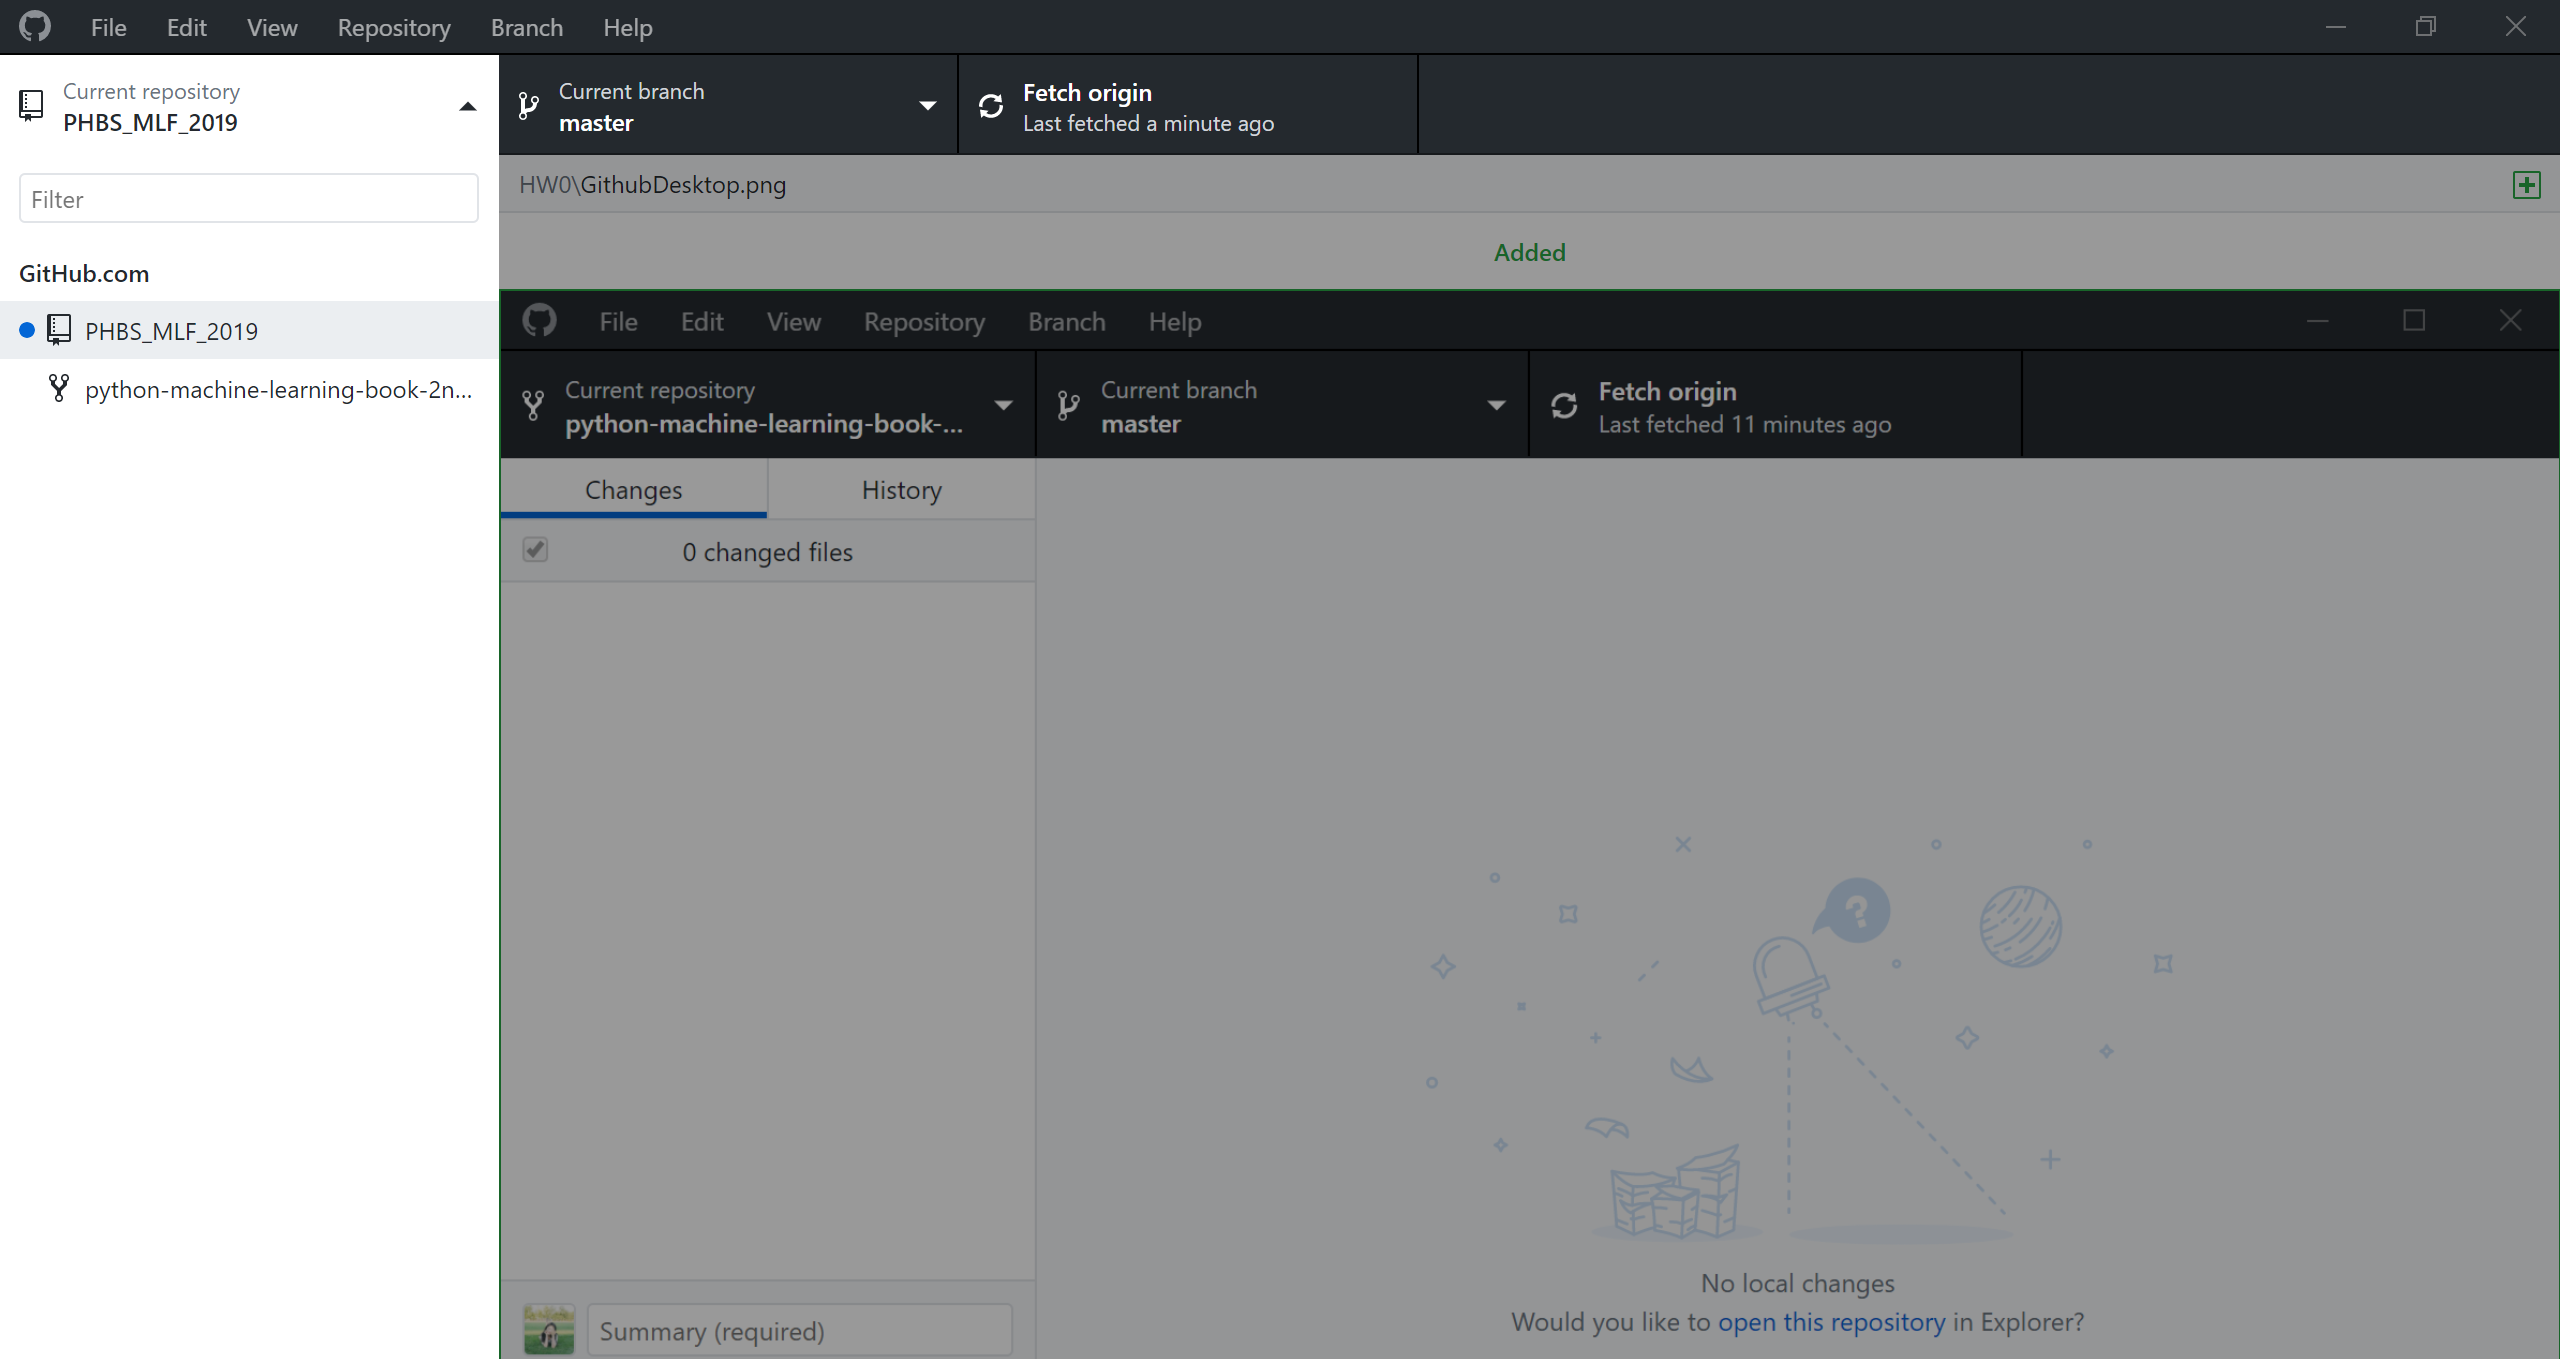 File Edit View Repository Branch Help
Current repository
PHBS_MLF_2019
Current branch
master
Fetch origin
Last fetched a minute ago
Filter
GitHub.com
PHBS_MLF_2019
python-machine-learning-book-2n...
HW0\GithubDesktop.png
Added
File Edit View Repository Branch Help
Current repository
python-machine-learning-book-...
Current branch
master
Fetch origin
Last fetched 11 minutes ago
Changes History
0 changed files
?
No local changes
Would you like to open this repository in Explorer?
Summary (required)